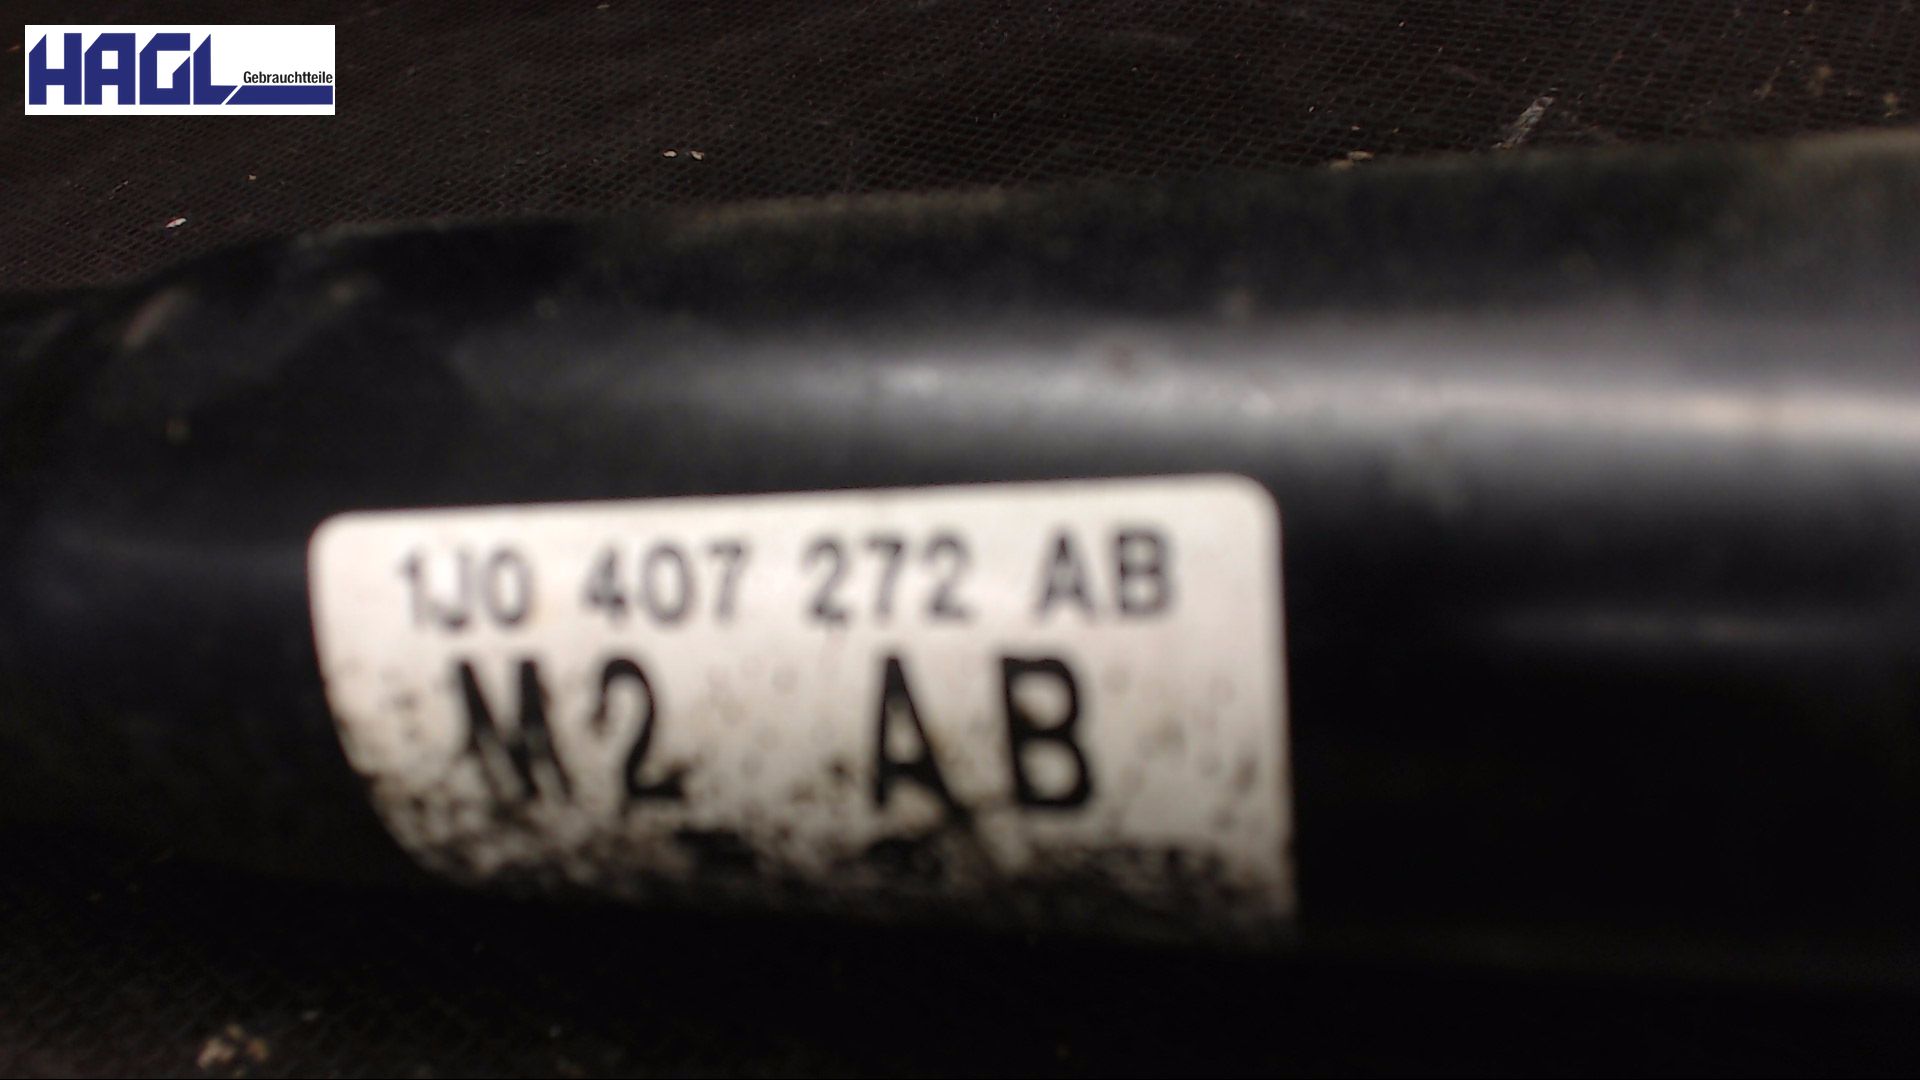 HAGL
Gebrauchtteile
1J0 407 272 AB
M2 AB